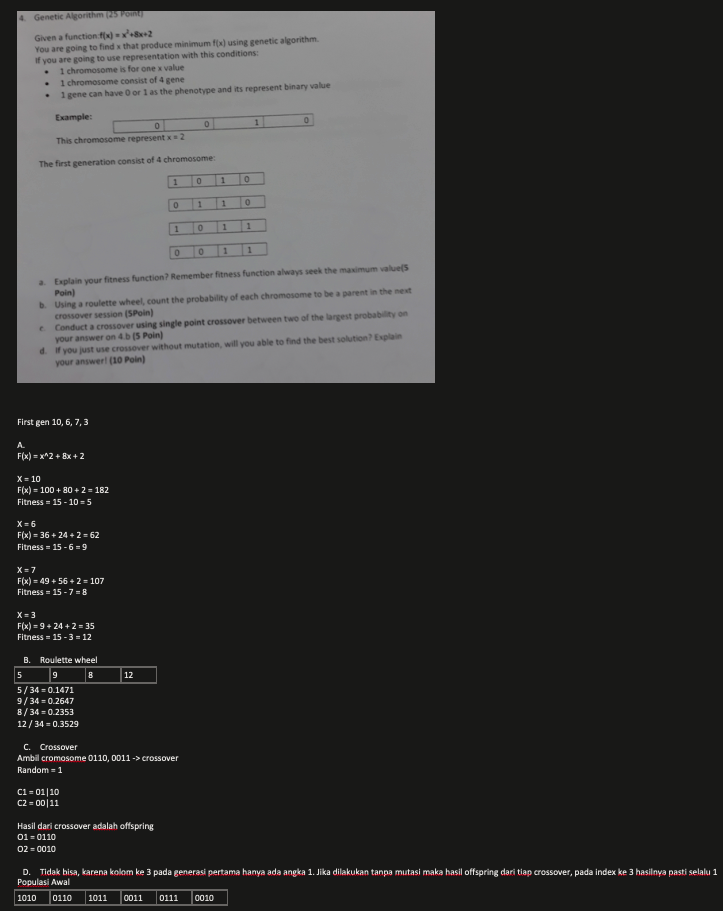 4. Genetic Algorithm (25 Point)
Given a function:f(x) = x²+8x+2
You are going to find x that produce minimum f(x) using genetic algorithm.
If you are going to use representation with this conditions:
• 1 chromosome is for one x value
• 1 chromosome consist of 4 gene
• 1 gene can have 0 or 1 as the phenotype and its represent binary value
Example:
0 0 1 0
This chromosome represent x = 2
The first generation consist of 4 chromosome:
1 0 1 0
0 1 1 0
1 0 1 1
0 0 1 1
a. Explain your fitness function? Remember fitness function always seek the maximum value(5
Poin)
b. Using a roulette wheel, count the probability of each chromosome to be a parent in the next
crossover session (5Poin)
c. Conduct a crossover using single point crossover between two of the largest probability on
your answer on 4.b (5 Poin)
d. If you just use crossover without mutation, will you able to find the best solution? Explain
your answer! (10 Poin)
First gen 10, 6, 7, 3
A.
F(x) = x^2 + 8x + 2
X = 10
F(x) = 100 + 80 + 2 = 182
Fitness = 15 - 10 = 5
X = 6
F(x) = 36 + 24 + 2 = 62
Fitness = 15 - 6 = 9
X = 7
F(x) = 49 + 56 + 2 = 107
Fitness = 15 - 7 = 8
X = 3
F(x) = 9 + 24 + 2 = 35
Fitness = 15 - 3 = 12
B. Roulette wheel
5 9 8 12
5 / 34 = 0.1471
9 / 34 = 0.2647
8 / 34 = 0.2353
12 / 34 = 0.3529
C. Crossover
Ambil cromosome 0110, 0011 -> crossover
Random = 1
C1 = 01|10
C2 = 00|11
Hasil dari crossover adalah offspring
O1 = 0110
O2 = 0010
D. Tidak bisa, karena kolom ke 3 pada generasi pertama hanya ada angka 1. Jika dilakukan tanpa mutasi maka hasil offspring dari tiap crossover, pada index ke 3 hasilnya pasti selalu 1
Populasi Awal
1010 0110 1011 0011 0111 0010